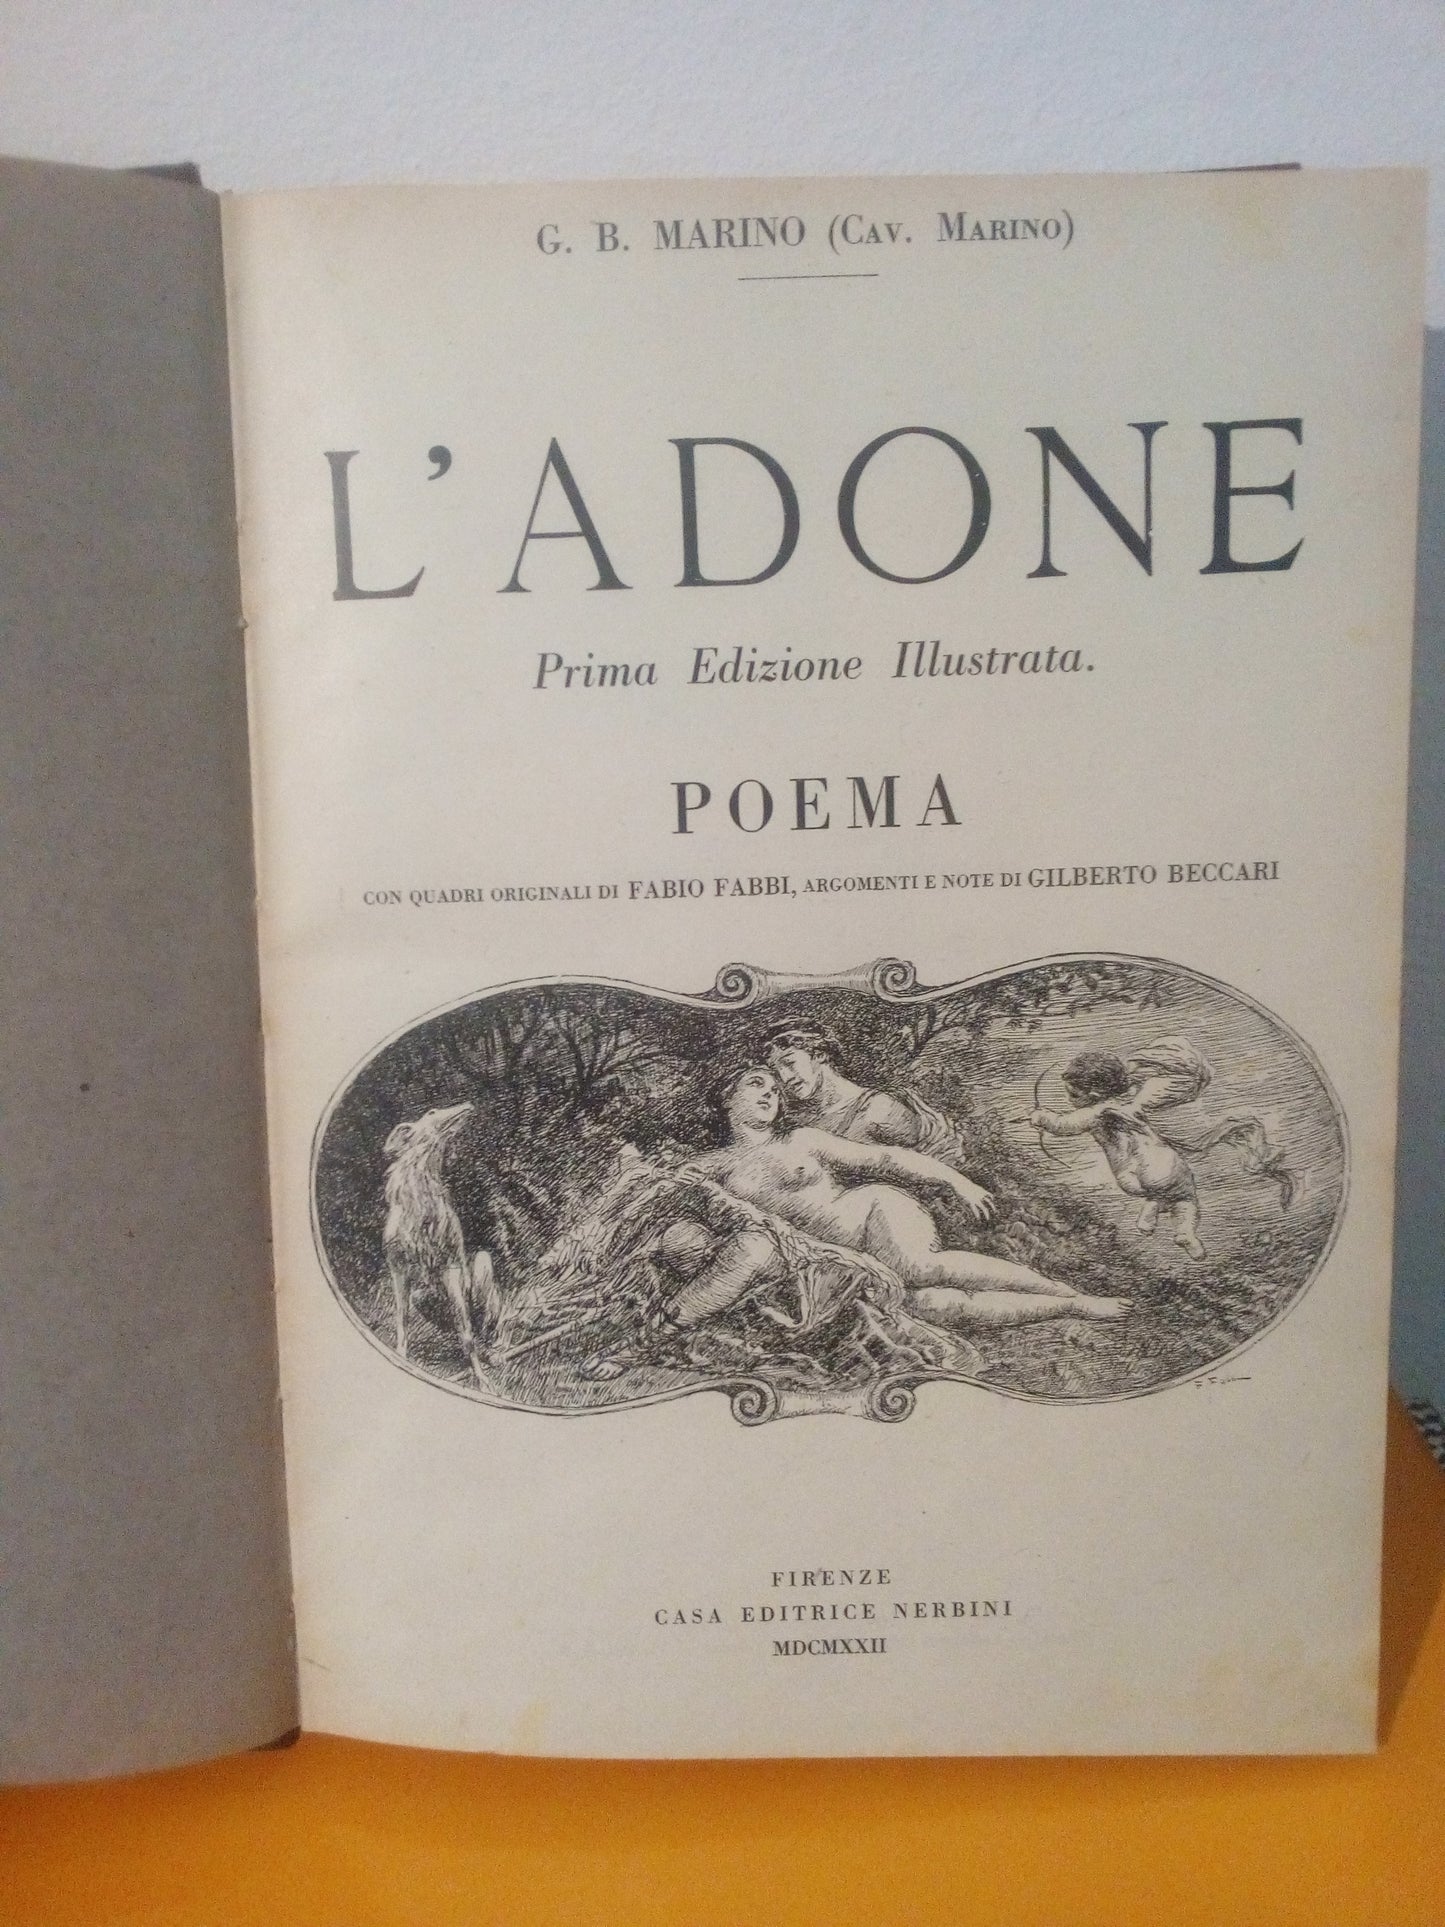 G. B. MARINO (CAV. MARINO)
L'ADONE
Prima Edizione Illustrata.
POEMA
CON QUADRI ORIGINALI DI FABIO FABBI, ARGOMENTI E NOTE DI GILBERTO BECCARI
FIRENZE
CASA EDITRICE NERBINI
MDCMXXII